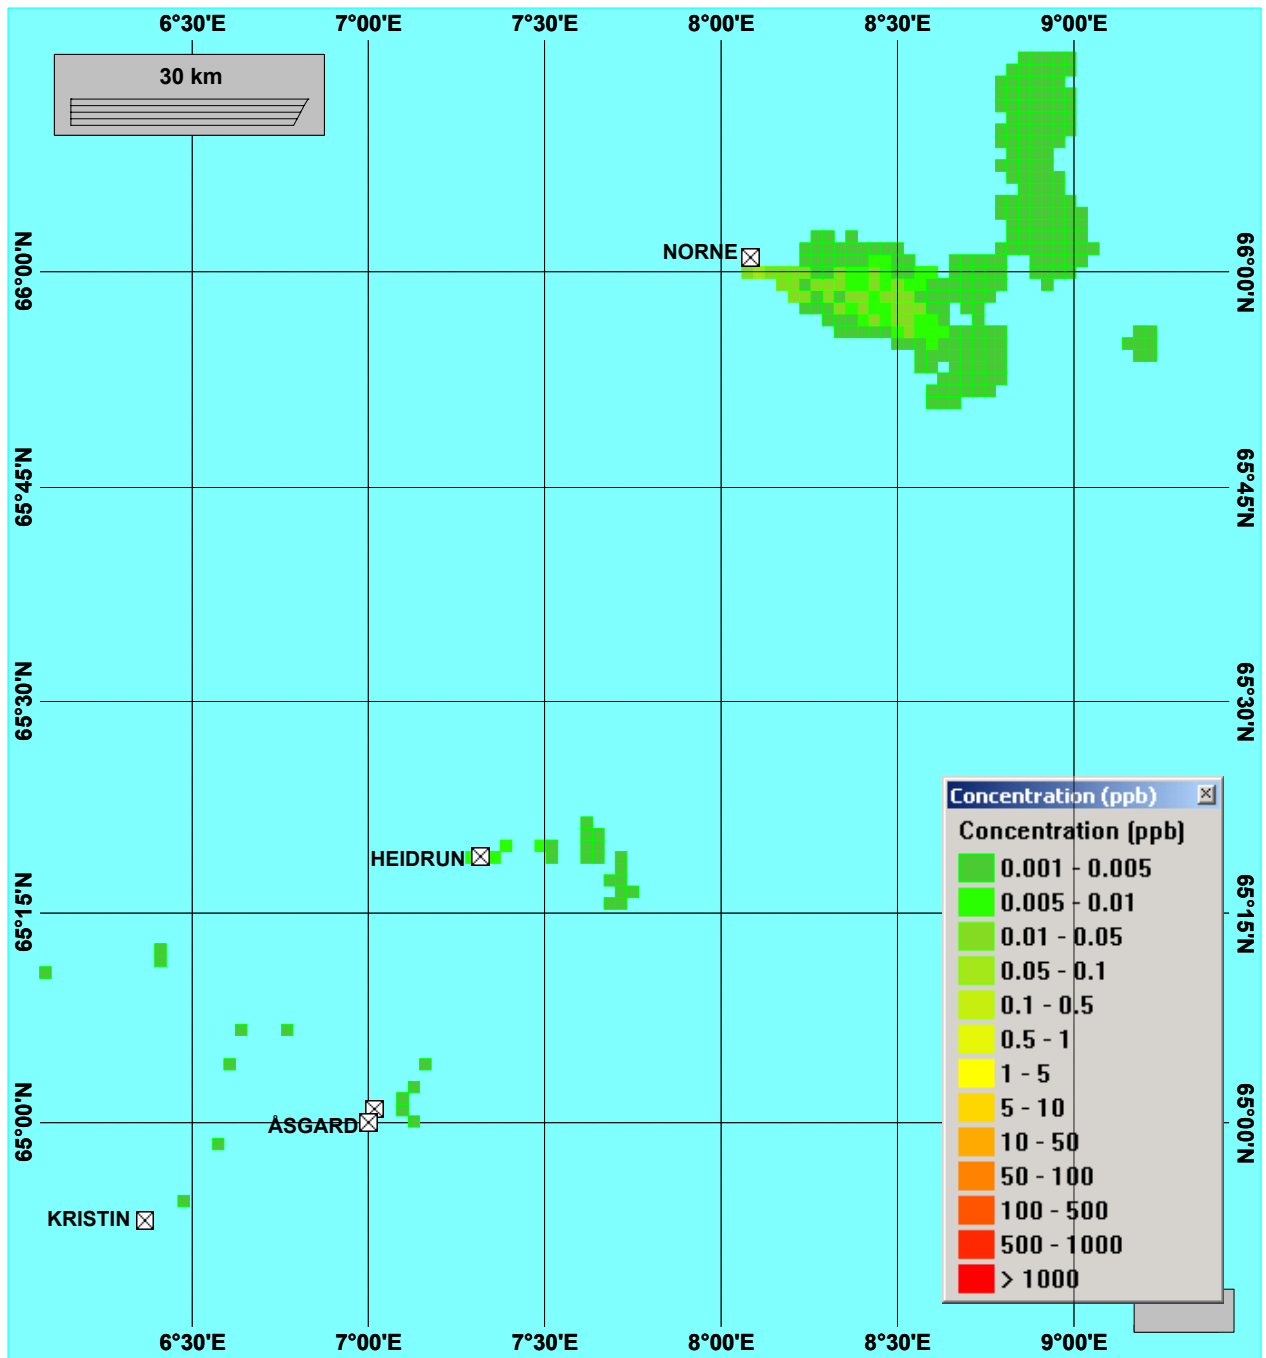 6°30'E 7°00'E 7°30'E 8°00'E 8°30'E 9°00'E
30 km
66°00'N
66°0'N
NORNE
65°45'N
65°45'N
65°30'N
65°30'N
Concentration (ppb)
Concentration (ppb)
0.001 - 0.005
0.005 - 0.01
0.01 - 0.05
0.05 - 0.1
0.1 - 0.5
0.5 - 1
1 - 5
5 - 10
10 - 50
50 - 100
100 - 500
500 - 1000
> 1000
HEIDRUN
65°15'N
65°15'N
65°00'N
65°00'N
ÅSGARD
KRISTIN
6°30'E 7°00'E 7°30'E 8°00'E 8°30'E 9°00'E